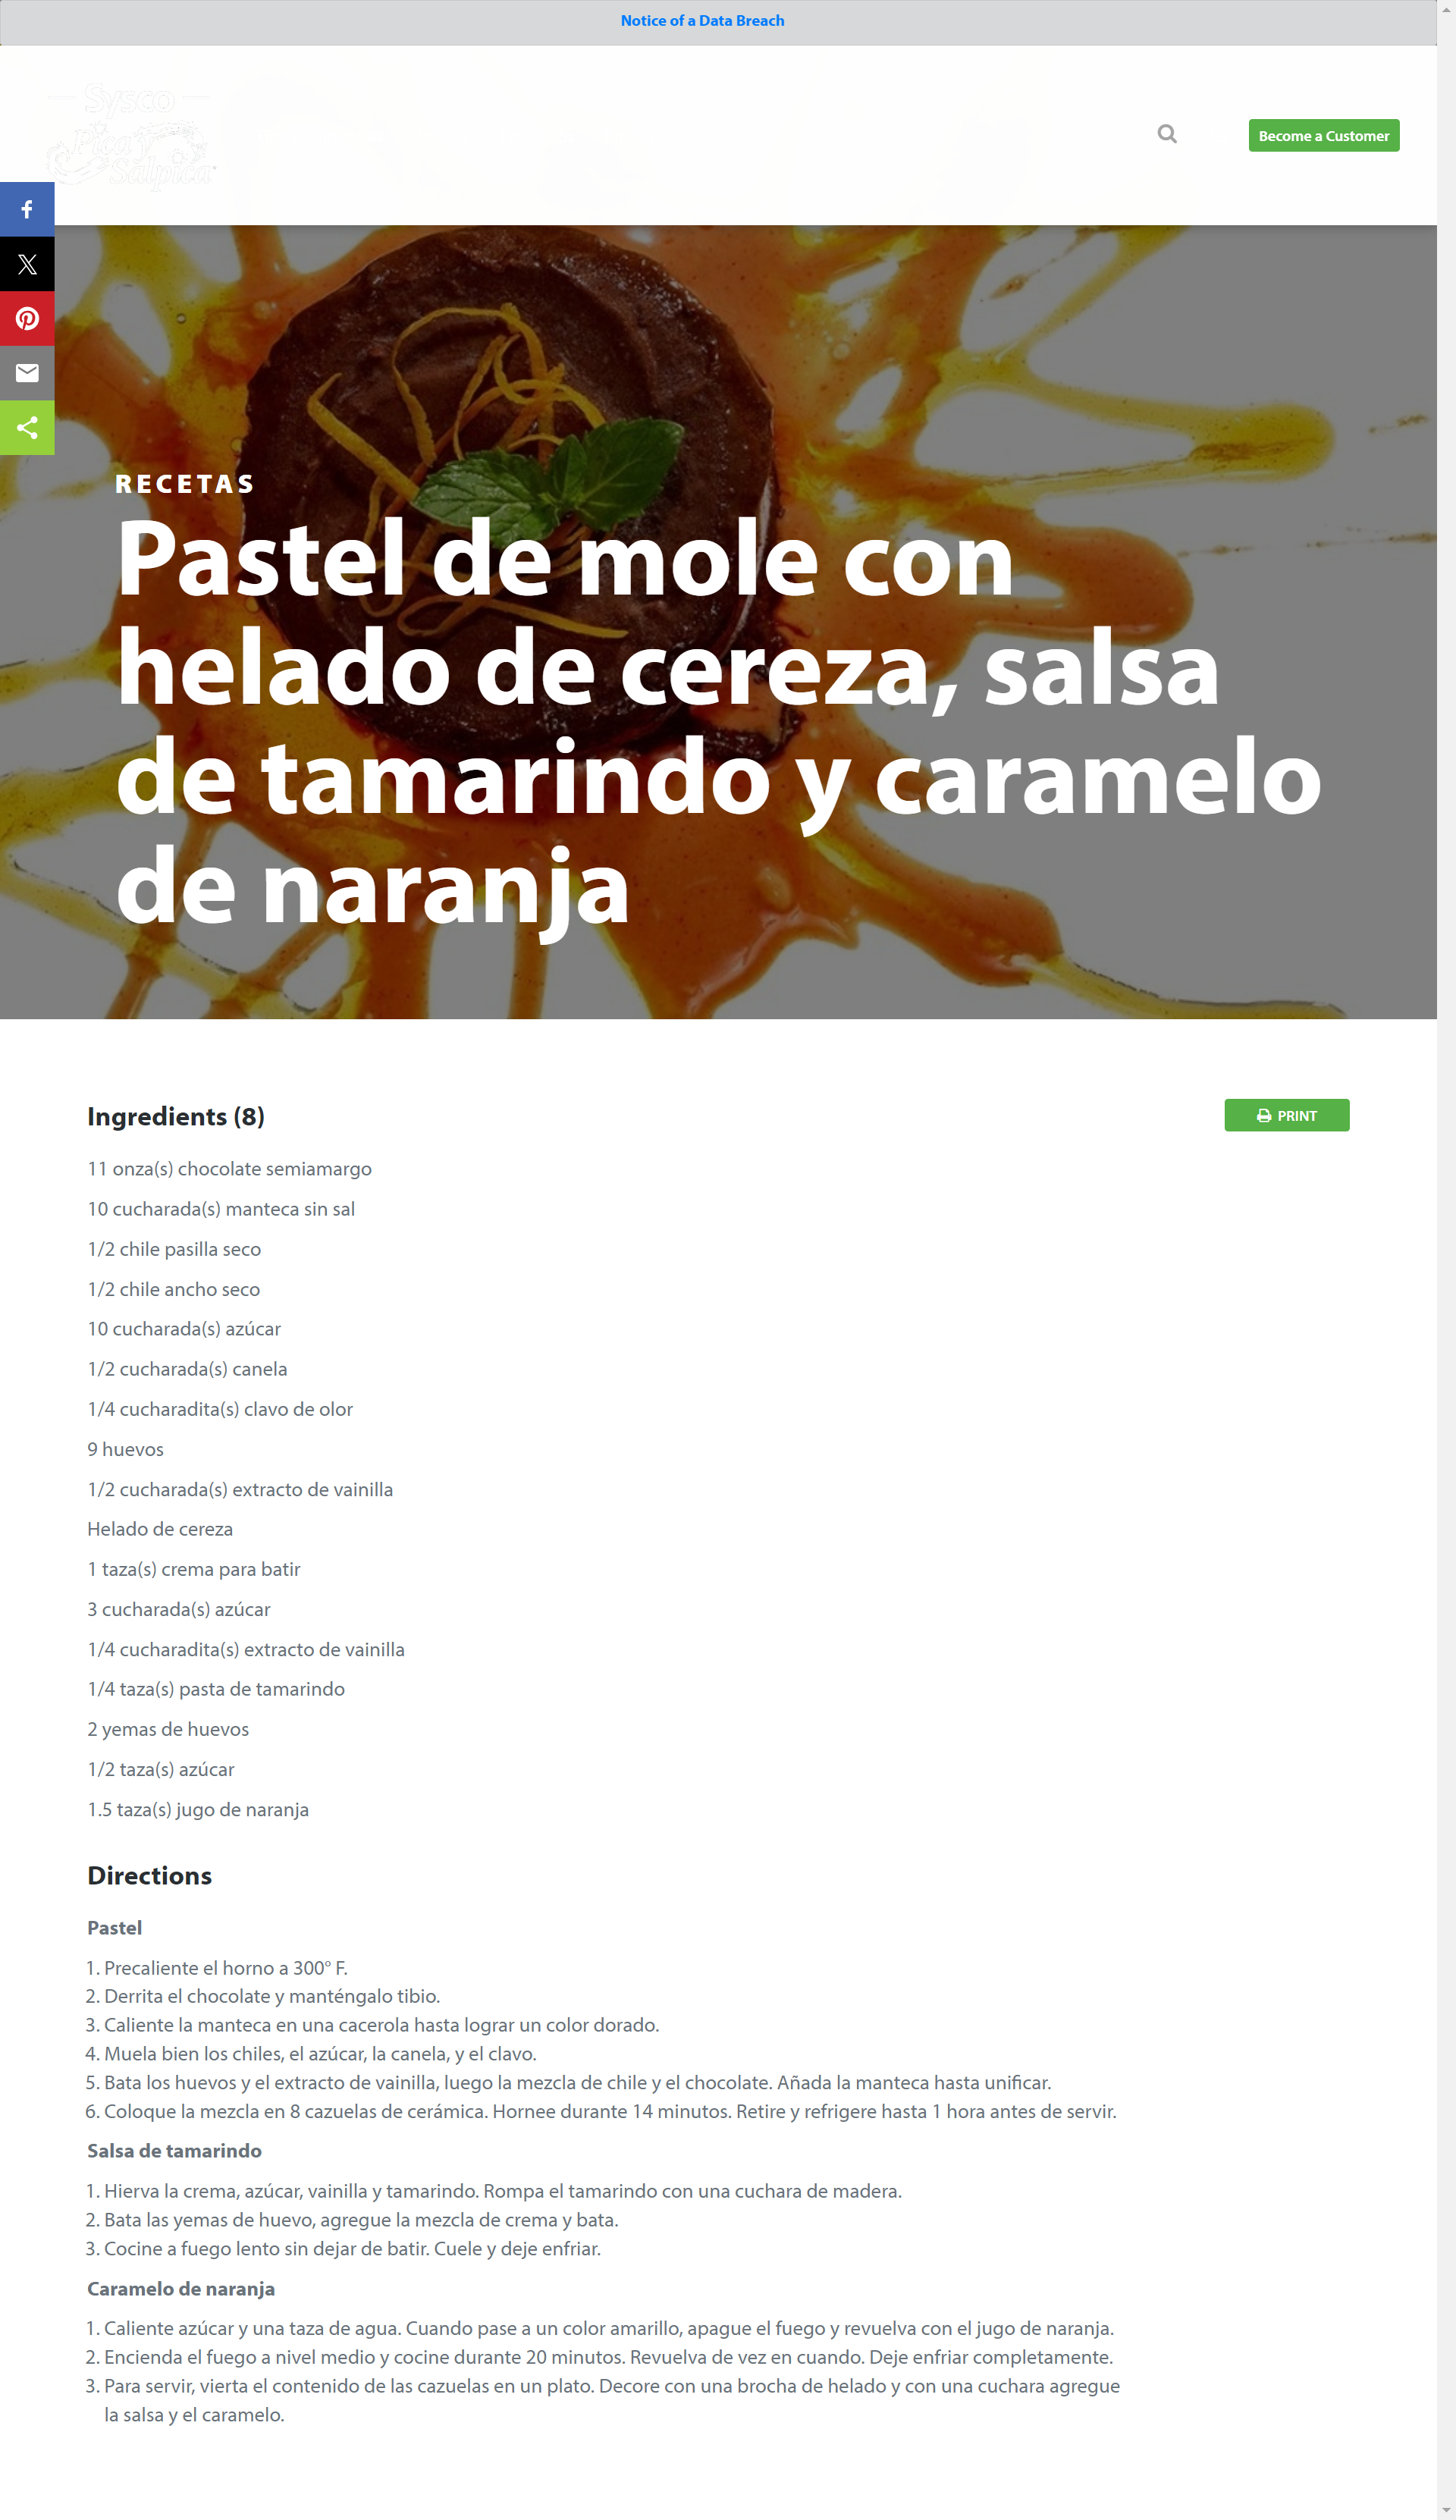 Notice of a Data Breach
Sysco
Pica y
Salpica
Become a Customer
RECETAS
Pastel de mole con
helado de cereza, salsa
de tamarindo y caramelo
de naranja
Ingredients (8)
PRINT
11 onza(s) chocolate semiamargo
10 cucharada(s) manteca sin sal
1/2 chile pasilla seco
1/2 chile ancho seco
10 cucharada(s) azúcar
1/2 cucharada(s) canela
1/4 cucharadita(s) clavo de olor
9 huevos
1/2 cucharada(s) extracto de vainilla
Helado de cereza
1 taza(s) crema para batir
3 cucharada(s) azúcar
1/4 cucharadita(s) extracto de vainilla
1/4 taza(s) pasta de tamarindo
2 yemas de huevos
1/2 taza(s) azúcar
1.5 taza(s) jugo de naranja
Directions
Pastel
1. Precaliente el horno a 300° F.
2. Derrita el chocolate y manténgalo tibio.
3. Caliente la manteca en una cacerola hasta lograr un color dorado.
4. Muela bien los chiles, el azúcar, la canela, y el clavo.
5. Bata los huevos y el extracto de vainilla, luego la mezcla de chile y el chocolate. Añada la manteca hasta unificar.
6. Coloque la mezcla en 8 cazuelas de cerámica. Hornee durante 14 minutos. Retire y refrigere hasta 1 hora antes de servir.
Salsa de tamarindo
1. Hierva la crema, azúcar, vainilla y tamarindo. Rompa el tamarindo con una cuchara de madera.
2. Bata las yemas de huevo, agregue la mezcla de crema y bata.
3. Cocine a fuego lento sin dejar de batir. Cuele y deje enfriar.
Caramelo de naranja
1. Caliente azúcar y una taza de agua. Cuando pase a un color amarillo, apague el fuego y revuelva con el jugo de naranja.
2. Encienda el fuego a nivel medio y cocine durante 20 minutos. Revuelva de vez en cuando. Deje enfriar completamente.
3. Para servir, vierta el contenido de las cazuelas en un plato. Decore con una brocha de helado y con una cuchara agregue
la salsa y el caramelo.